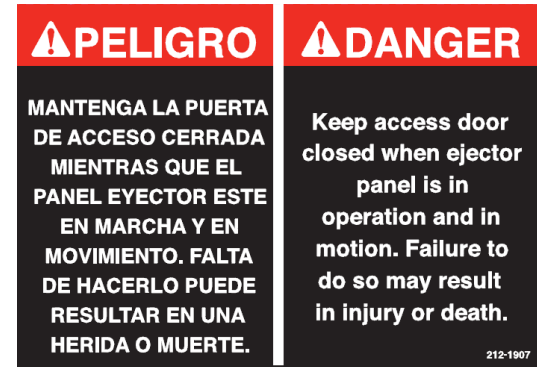 PELIGRO
MANTENGA LA PUERTA
DE ACCESO CERRADA
MIENTRAS QUE EL
PANEL EYECTOR ESTE
EN MARCHA Y EN
MOVIMIENTO. FALTA
DE HACERLO PUEDE
RESULTAR EN UNA
HERIDA O MUERTE.
DANGER
Keep access door
closed when ejector
panel is in
operation and in
motion. Failure to
do so may result
in injury or death.
212-1907